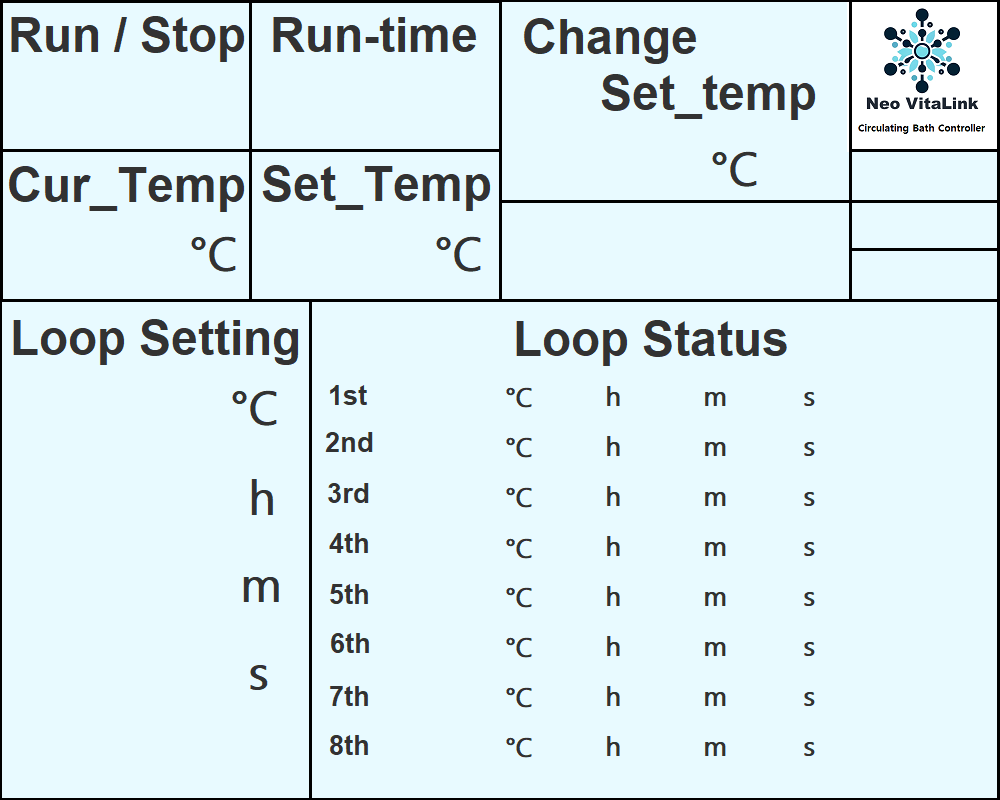 Run / Stop
Run-time
Change
Set_temp
℃
Neo VitaLink
Circulating Bath Controller
Cur_Temp
℃
Set_Temp
℃
Loop Setting
℃
h
m
s
Loop Status
1st ℃ h m s
2nd ℃ h m s
3rd ℃ h m s
4th ℃ h m s
5th ℃ h m s
6th ℃ h m s
7th ℃ h m s
8th ℃ h m s